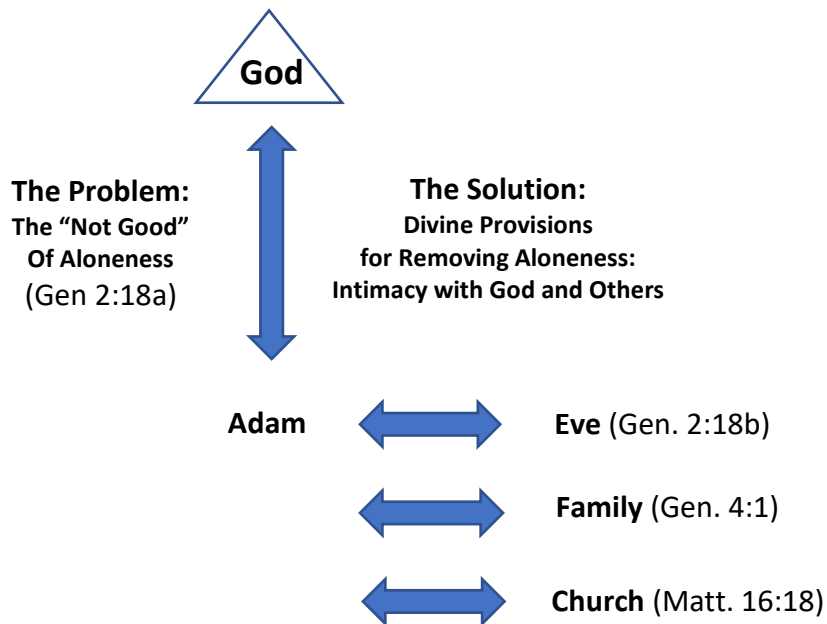 God
The Problem:
The “Not Good”
Of Aloneness
(Gen 2:18a)
The Solution:
Divine Provisions
for Removing Aloneness:
Intimacy with God and Others
Adam
Eve (Gen. 2:18b)
Family (Gen. 4:1)
Church (Matt. 16:18)